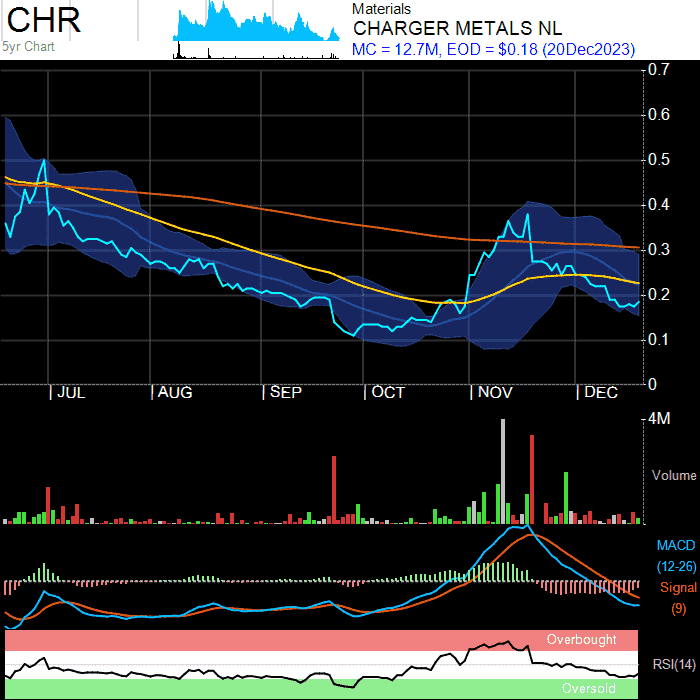 CHR
5yr Chart
Materials
CHARGER METALS NL
MC = 12.7M, EOD = $0.18 (20Dec2023)
0.7
0.6
0.5
0.4
0.3
0.2
0.1
0
| JUL | AUG | SEP | OCT | NOV | DEC
4M
Volume
MACD
(12-26)
Signal
(9)
Overbought
RSI(14)
Oversold